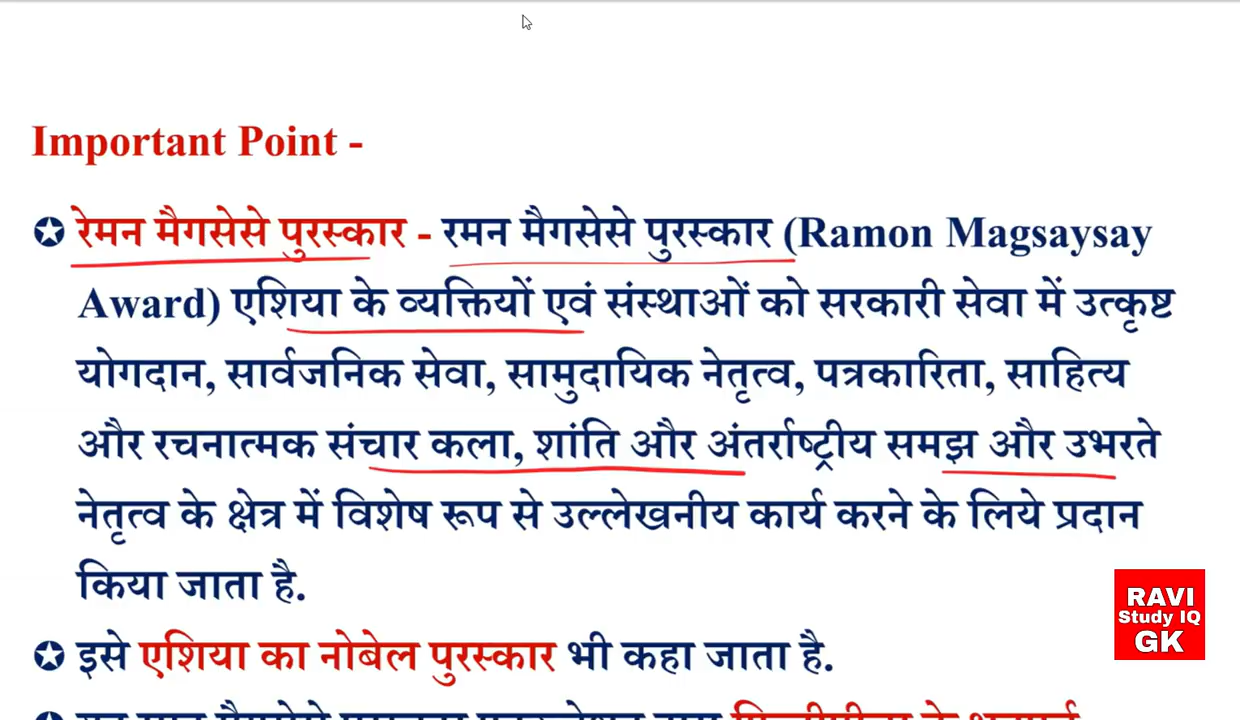 Important Point -
रेमन मैगसेसे पुरस्कार - रमन मैगसेसे पुरस्कार (Ramon Magsaysay
Award) एशिया के व्यक्तियों एवं संस्थाओं को सरकारी सेवा में उत्कृष्ट
योगदान, सार्वजनिक सेवा, सामुदायिक नेतृत्व, पत्रकारिता, साहित्य
और रचनात्मक संचार कला, शांति और अंतर्राष्ट्रीय समझ और उभरते
नेतृत्व के क्षेत्र में विशेष रूप से उल्लेखनीय कार्य करने के लिये प्रदान
किया जाता है.
इसे एशिया का नोबेल पुरस्कार भी कहा जाता है.
RAVI
Study IQ
GK